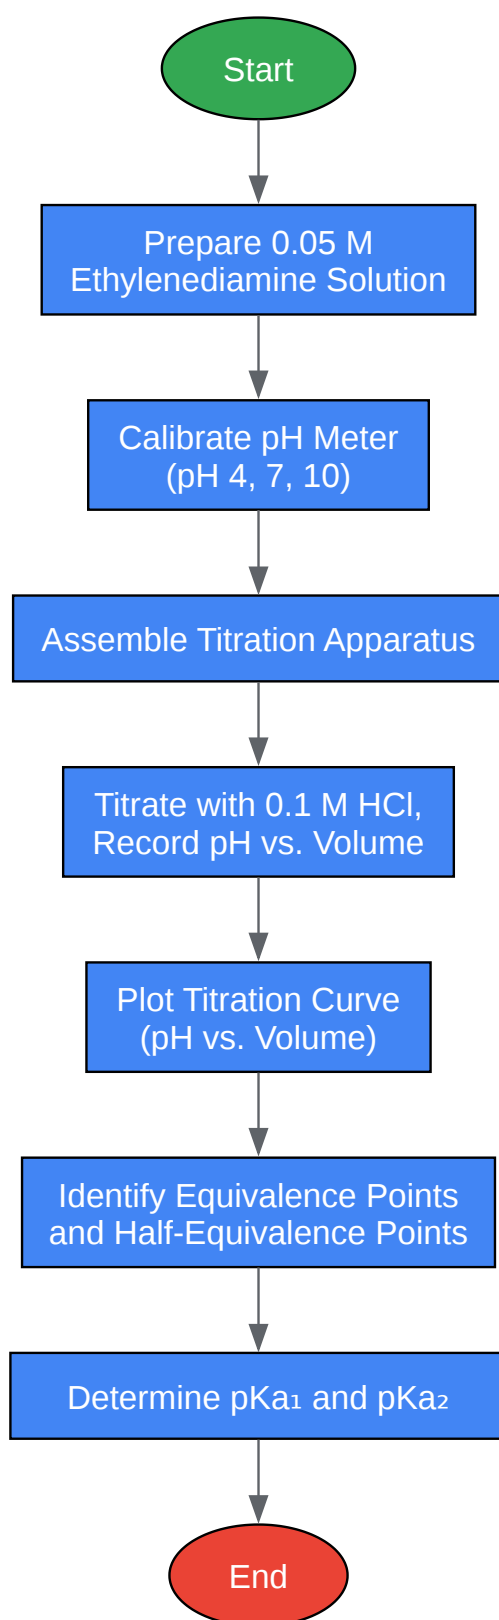 Start
Prepare 0.05 M
Ethylenediamine Solution
Calibrate pH Meter
(pH 4, 7, 10)
Assemble Titration Apparatus
Titrate with 0.1 M HCl,
Record pH vs. Volume
Plot Titration Curve
(pH vs. Volume)
Identify Equivalence Points
and Half-Equivalence Points
Determine pKa₁ and pKa₂
End